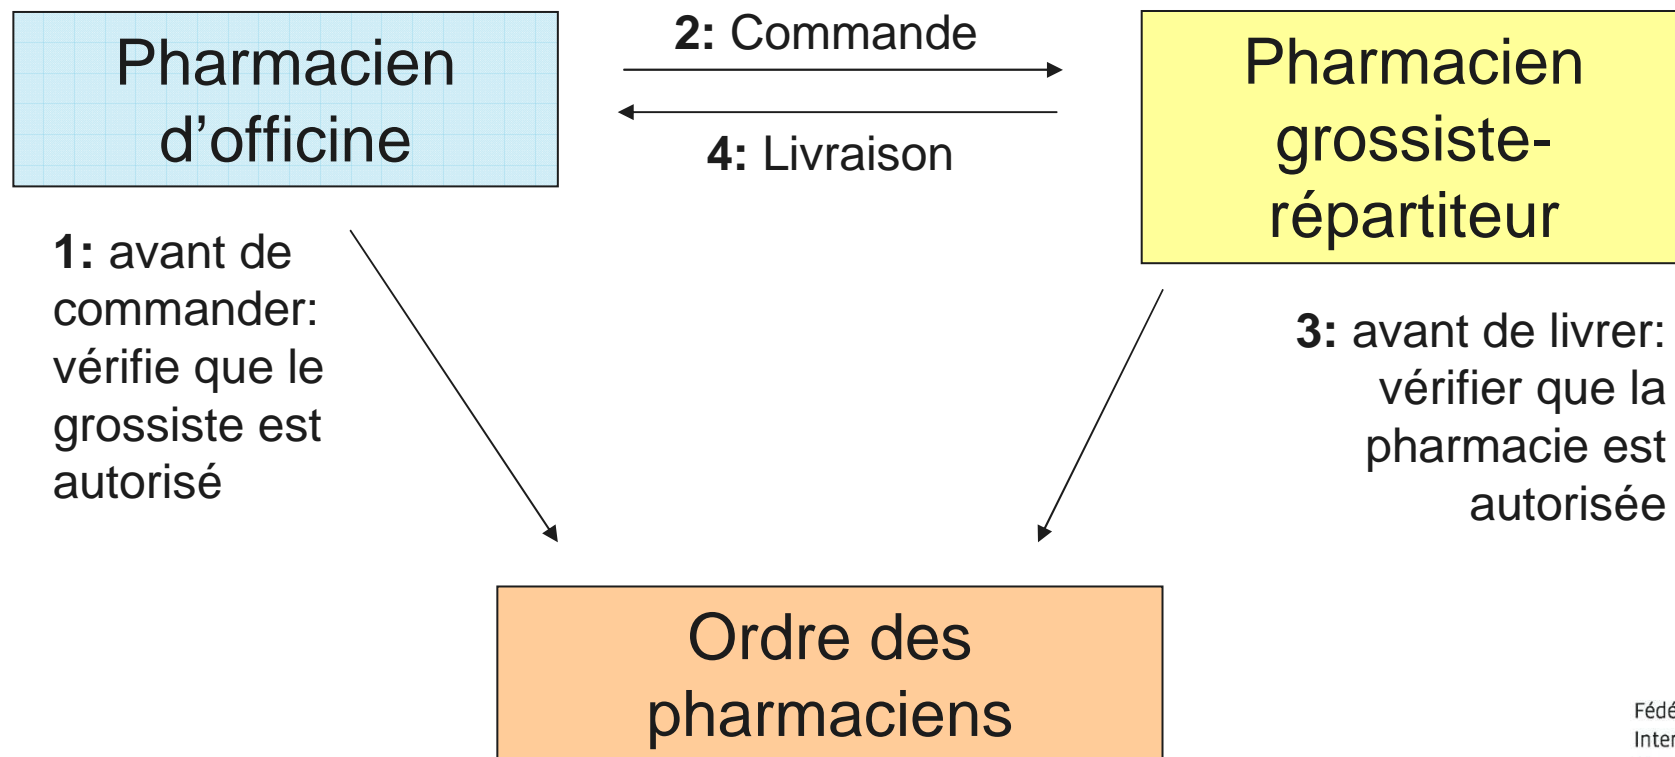 Pharmacien
d’officine
2: Commande
4: Livraison
Pharmacien
grossiste-
répartiteur
1: avant de
commander:
vérifie que le
grossiste est
autorisé
3: avant de livrer:
vérifier que la
pharmacie est
autorisée
Ordre des
pharmaciens